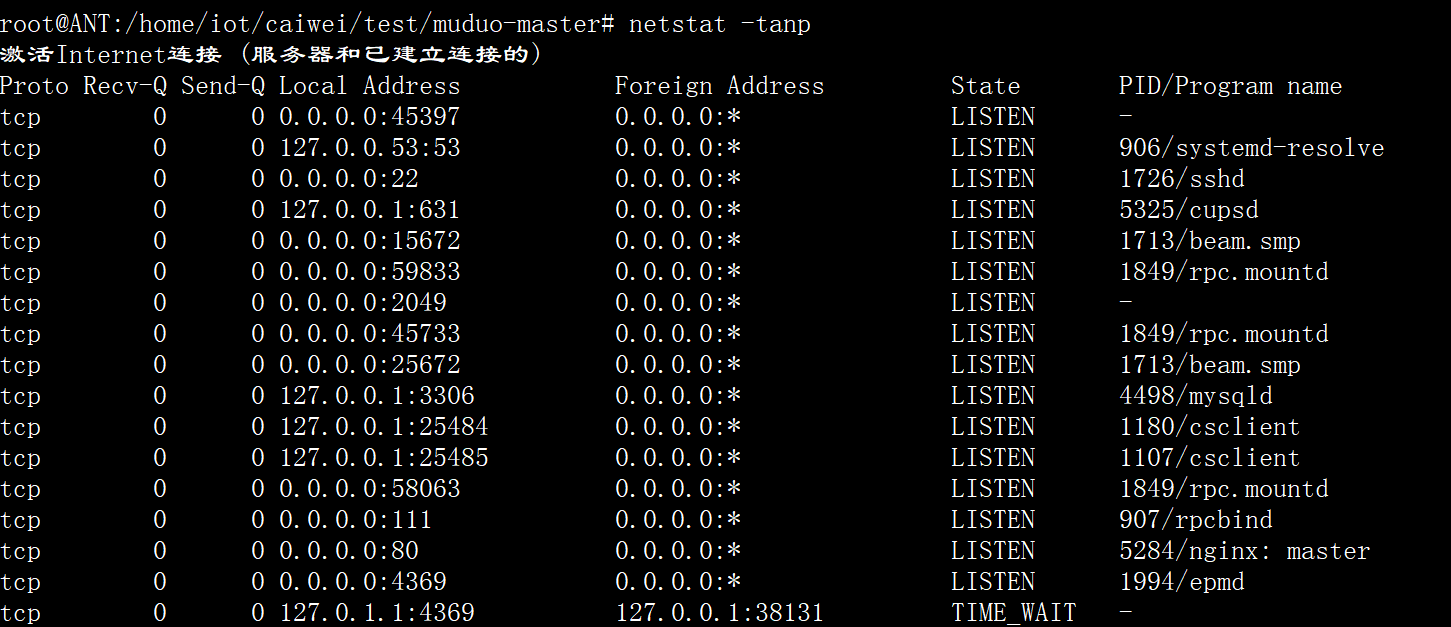 root@ANT:/home/iot/caiwei/test/muduo-master# netstat -tanp
激活Internet连接 (服务器和已建立连接的)
Proto Recv-Q Send-Q Local Address           Foreign Address         State       PID/Program name
tcp        0      0 0.0.0.0:45397           0.0.0.0:*               LISTEN      -
tcp        0      0 127.0.0.53:53           0.0.0.0:*               LISTEN      906/systemd-resolve
tcp        0      0 0.0.0.0:22              0.0.0.0:*               LISTEN      1726/sshd
tcp        0      0 127.0.0.1:631           0.0.0.0:*               LISTEN      5325/cupsd
tcp        0      0 0.0.0.0:15672           0.0.0.0:*               LISTEN      1713/beam.smp
tcp        0      0 0.0.0.0:59833           0.0.0.0:*               LISTEN      1849/rpc.mountd
tcp        0      0 0.0.0.0:2049            0.0.0.0:*               LISTEN      -
tcp        0      0 0.0.0.0:45733           0.0.0.0:*               LISTEN      1849/rpc.mountd
tcp        0      0 0.0.0.0:25672           0.0.0.0:*               LISTEN      1713/beam.smp
tcp        0      0 127.0.0.1:3306          0.0.0.0:*               LISTEN      4498/mysqld
tcp        0      0 127.0.0.1:25484         0.0.0.0:*               LISTEN      1180/csclient
tcp        0      0 127.0.0.1:25485         0.0.0.0:*               LISTEN      1107/csclient
tcp        0      0 0.0.0.0:58063           0.0.0.0:*               LISTEN      1849/rpc.mountd
tcp        0      0 0.0.0.0:111             0.0.0.0:*               LISTEN      907/rpcbind
tcp        0      0 0.0.0.0:80              0.0.0.0:*               LISTEN      5284/nginx: master
tcp        0      0 0.0.0.0:4369            0.0.0.0:*               LISTEN      1994/epmd
tcp        0      0 127.0.1.1:4369          127.0.0.1:38131         TIME_WAIT   -